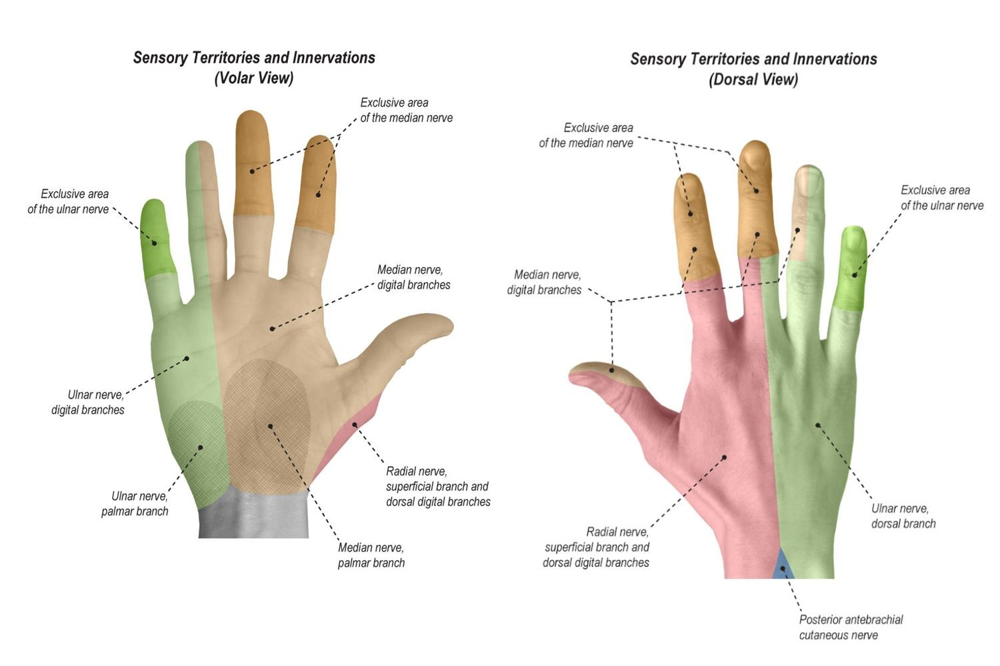 Sensory Territories and Innervations
(Volar View)
Exclusive area
of the median nerve
Exclusive area
of the ulnar nerve
Median nerve,
digital branches
Ulnar nerve,
digital branches
Ulnar nerve,
palmar branch
Radial nerve,
superficial branch and
dorsal digital branches
Median nerve,
palmar branch
Sensory Territories and Innervations
(Dorsal View)
Exclusive area
of the median nerve
Exclusive area
of the ulnar nerve
Median nerve,
digital branches
Ulnar nerve,
dorsal branch
Radial nerve,
superficial branch and
dorsal digital branches
Posterior antebrachial
cutaneous nerve